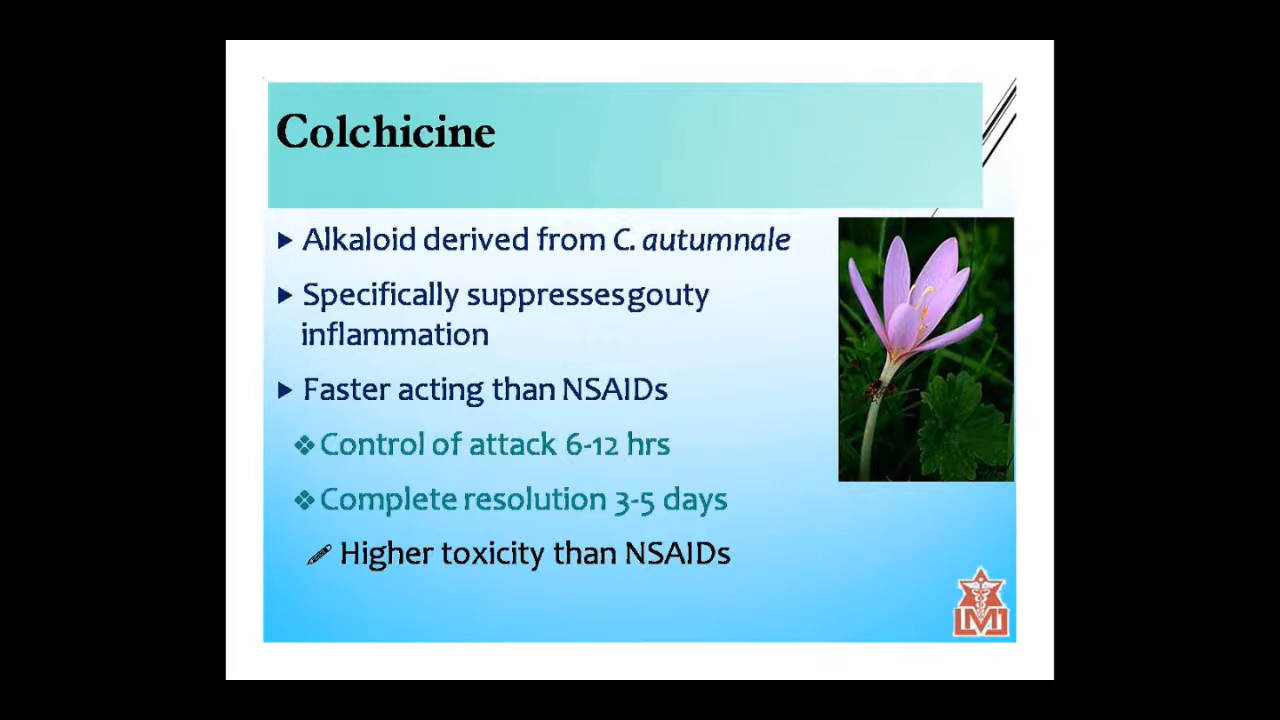 Colchicine
Alkaloid derived from C. autumnale
Specifically suppresses gouty
inflammation
Faster acting than NSAIDs
Control of attack 6-12 hrs
Complete resolution 3-5 days
Higher toxicity than NSAIDs